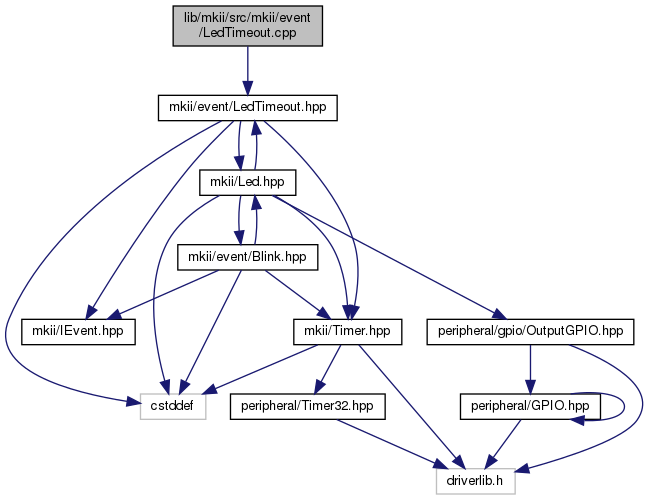 lib/mkii/src/mkii/event
/LedTimeout.cpp
mkii/event/LedTimeout.hpp
mkii/Led.hpp
mkii/event/Blink.hpp
mkii/IEvent.hpp
mkii/Timer.hpp
peripheral/gpio/OutputGPIO.hpp
cstddef
peripheral/Timer32.hpp
peripheral/GPIO.hpp
driverlib.h